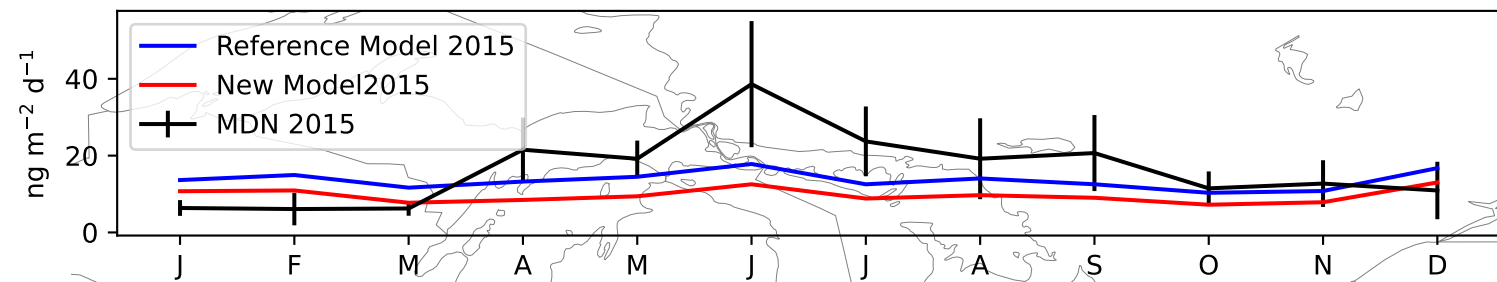 Reference Model 2015
New Model2015
MDN 2015
ng m⁻² d⁻¹
40
20
0
J F M A M J J A S O N D